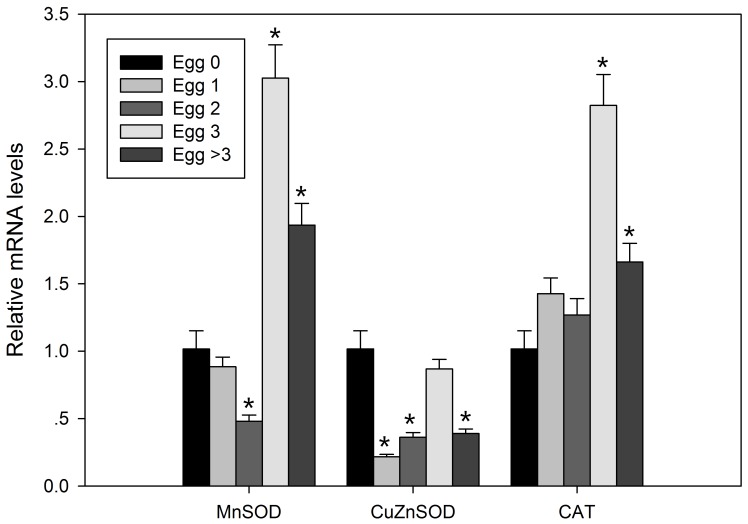 3.5
3.0
2.5
2.0
1.5
1.0
.5
0.0
Relative mRNA levels
Egg 0
Egg 1
Egg 2
Egg 3
Egg >3
*
*
*
*
*
*
*
*
MnSOD
CuZnSOD
CAT